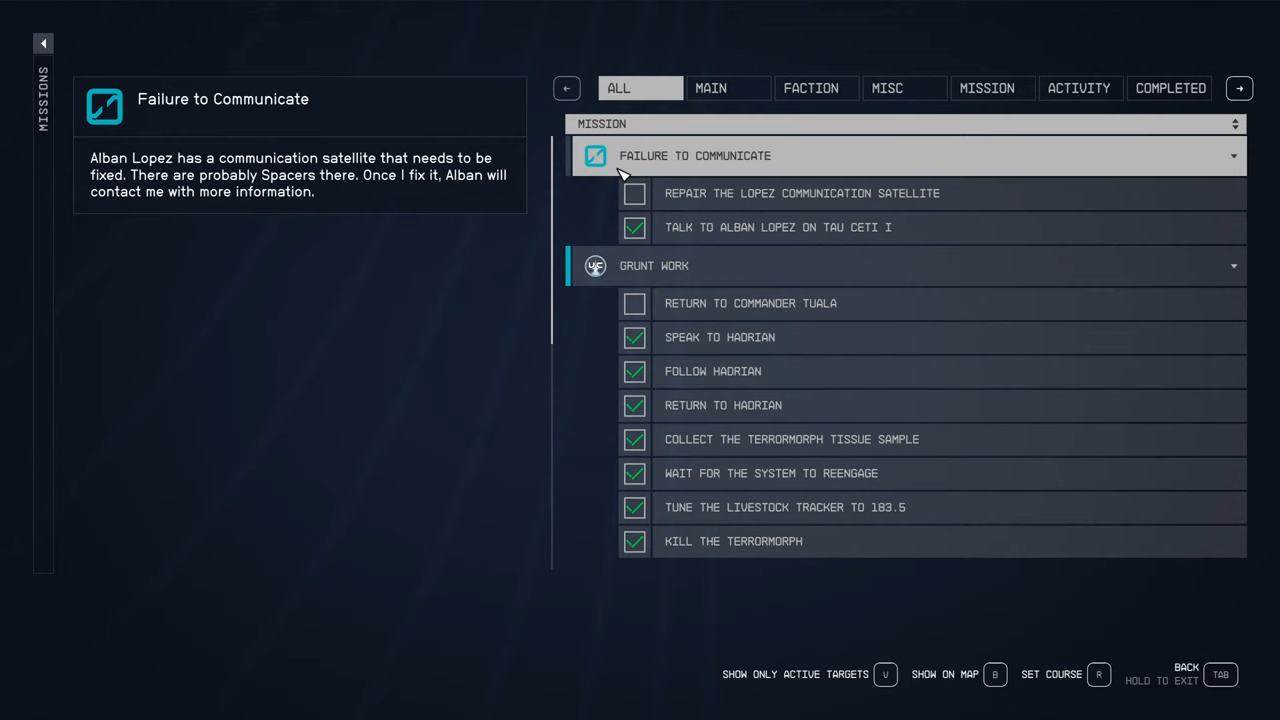 MISSIONS
Failure to Communicate
Alban Lopez has a communication satellite that needs to be
fixed. There are probably Spacers there. Once I fix it, Alban will
contact me with more information.
ALL MAIN FACTION MISC MISSION ACTIVITY COMPLETED
MISSION
FAILURE TO COMMUNICATE
REPAIR THE LOPEZ COMMUNICATION SATELLITE
TALK TO ALBAN LOPEZ ON TAU CETI I
UC GRUNT WORK
RETURN TO COMMANDER TUALA
SPEAK TO HADRIAN
FOLLOW HADRIAN
RETURN TO HADRIAN
COLLECT THE TERRORMORPH TISSUE SAMPLE
WAIT FOR THE SYSTEM TO REENGAGE
TUNE THE LIVESTOCK TRACKER TO 183.5
KILL THE TERRORMORPH
SHOW ONLY ACTIVE TARGETS V SHOW ON MAP B SET COURSE R BACK TAB
HOLD TO EXIT